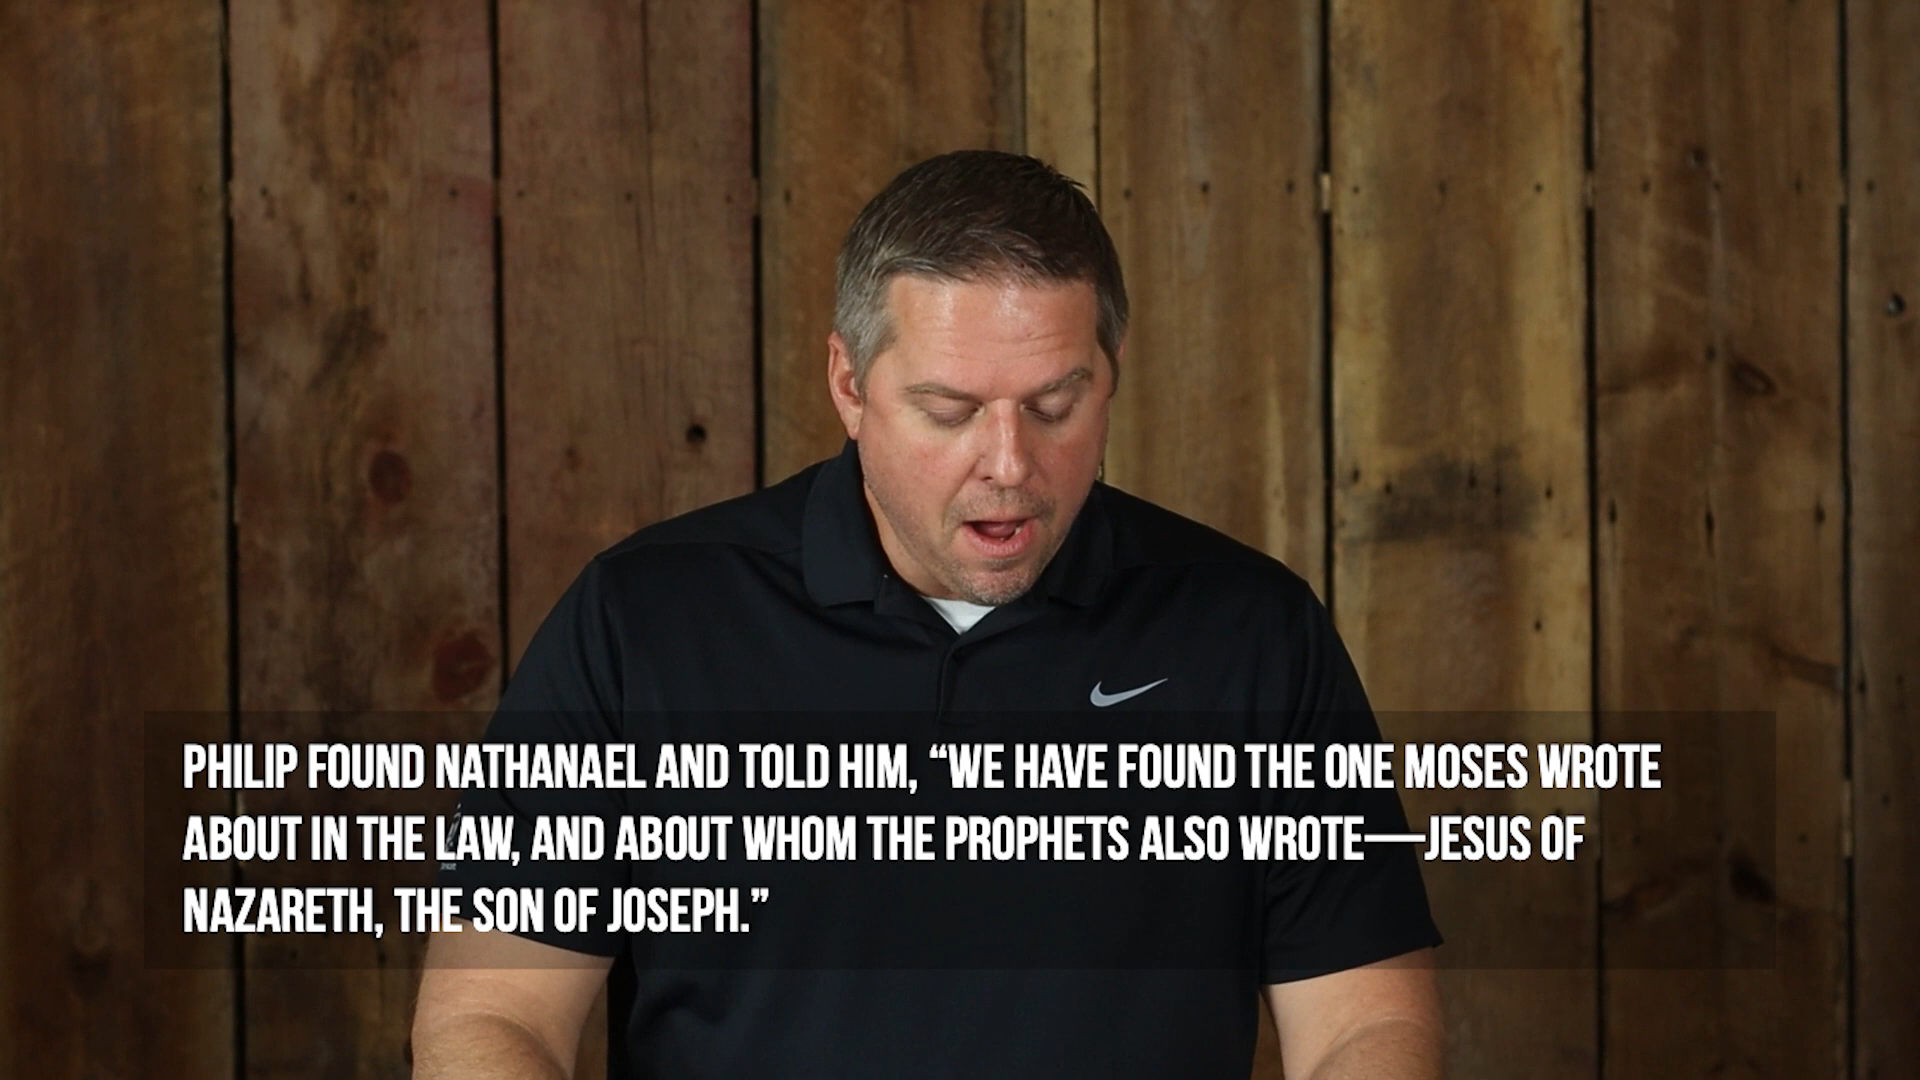 PHILIP FOUND NATHANAEL AND TOLD HIM, “WE HAVE FOUND THE ONE MOSES WROTE
ABOUT IN THE LAW, AND ABOUT WHOM THE PROPHETS ALSO WROTE—JESUS OF
NAZARETH, THE SON OF JOSEPH.”